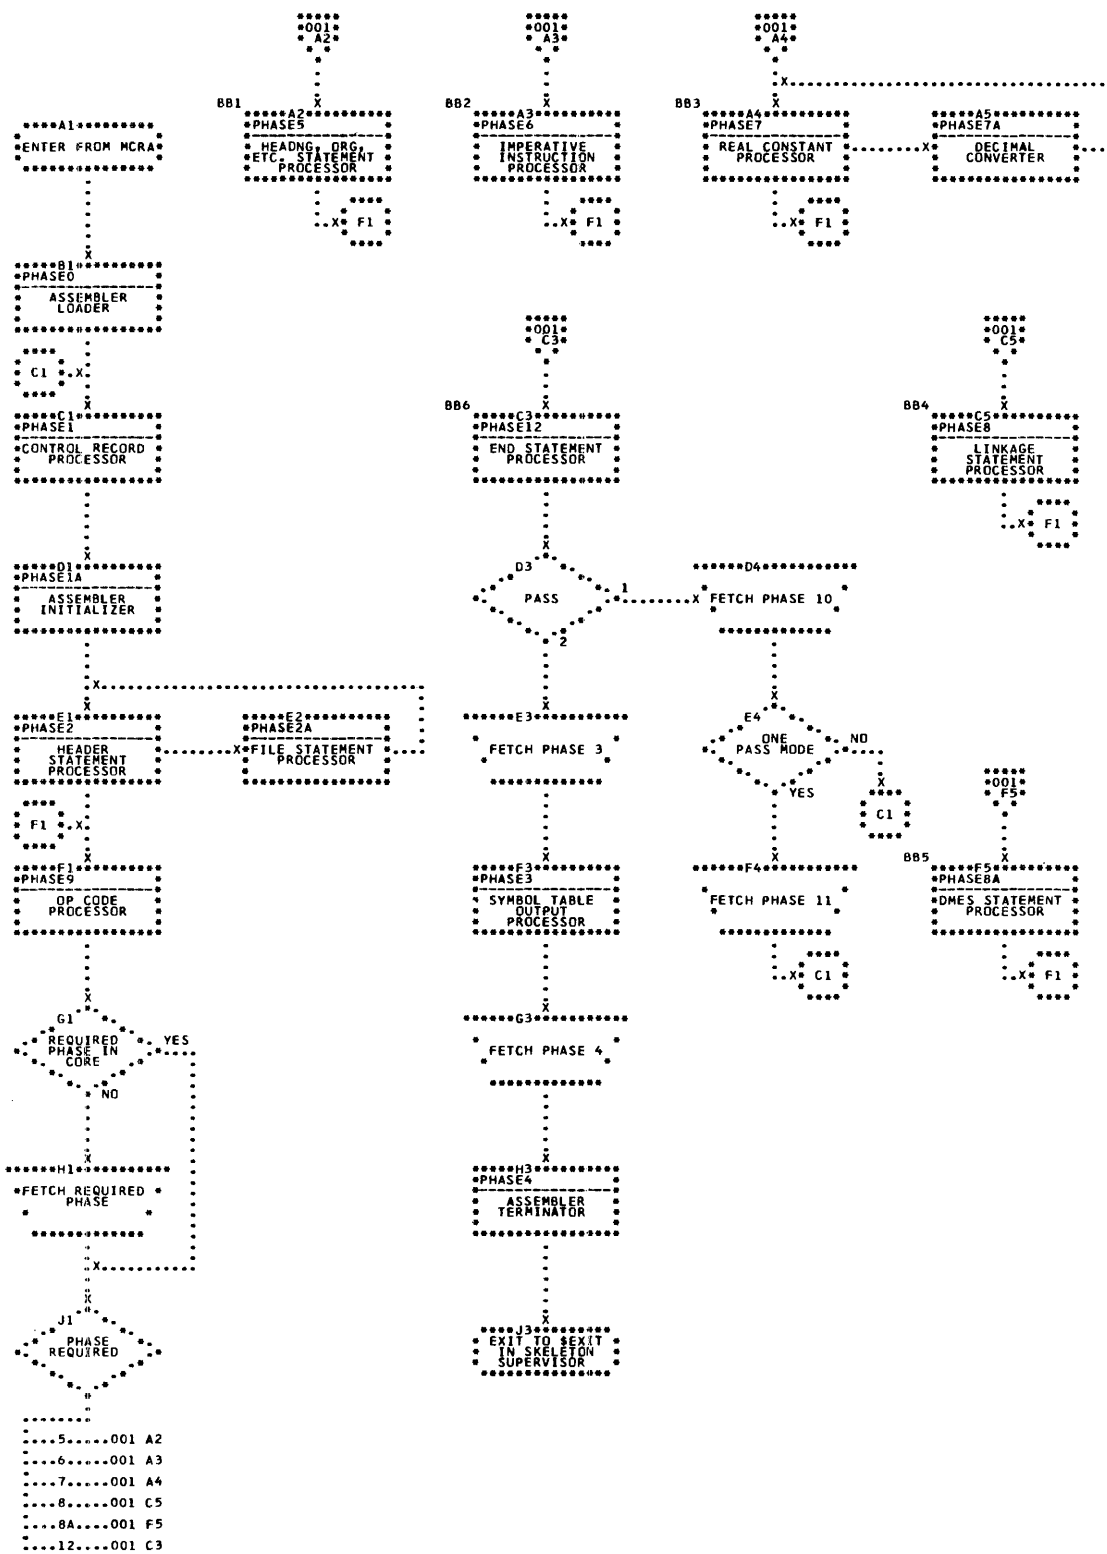 001
A2
001
A3
001
A4
BB1
A2
PHASE5
HEADNG, ORG,
ETC. STATEMENT
PROCESSOR
F1
BB2
A3
PHASE6
IMPERATIVE
INSTRUCTION
PROCESSOR
F1
BB3
A4
PHASE7
REAL CONSTANT
PROCESSOR
F1
A5
PHASE7A
DECIMAL
CONVERTER
A1
ENTER FROM MCRA
B1
PHASE0
ASSEMBLER
LOADER
C1
C1
PHASE1
CONTROL RECORD
PROCESSOR
D1
PHASE1A
ASSEMBLER
INITIALIZER
E1
PHASE2
HEADER
STATEMENT
PROCESSOR
E2
PHASE2A
FILE STATEMENT
PROCESSOR
F1
F1
PHASE9
OP CODE
PROCESSOR
G1
REQUIRED
PHASE IN
CORE
YES
NO
H1
FETCH REQUIRED
PHASE
J1
PHASE
REQUIRED
5.....001 A2
6.....001 A3
7.....001 A4
8.....001 C5
8A....001 F5
12....001 C3
001
C3
BB6
C3
PHASE12
END STATEMENT
PROCESSOR
D3
PASS
1
2
E3
FETCH PHASE 3
F3
PHASE3
SYMBOL TABLE
OUTPUT
PROCESSOR
G3
FETCH PHASE 4
H3
PHASE4
ASSEMBLER
TERMINATOR
J3
EXIT TO $EXIT
IN SKELETON
SUPERVISOR
D4
FETCH PHASE 10
E4
ONE
PASS MODE
NO
YES
C1
F4
FETCH PHASE 11
C1
001
C5
BB4
C5
PHASE8
LINKAGE
STATEMENT
PROCESSOR
F1
001
F5
BB5
F5
PHASE8A
DMES STATEMENT
PROCESSOR
F1